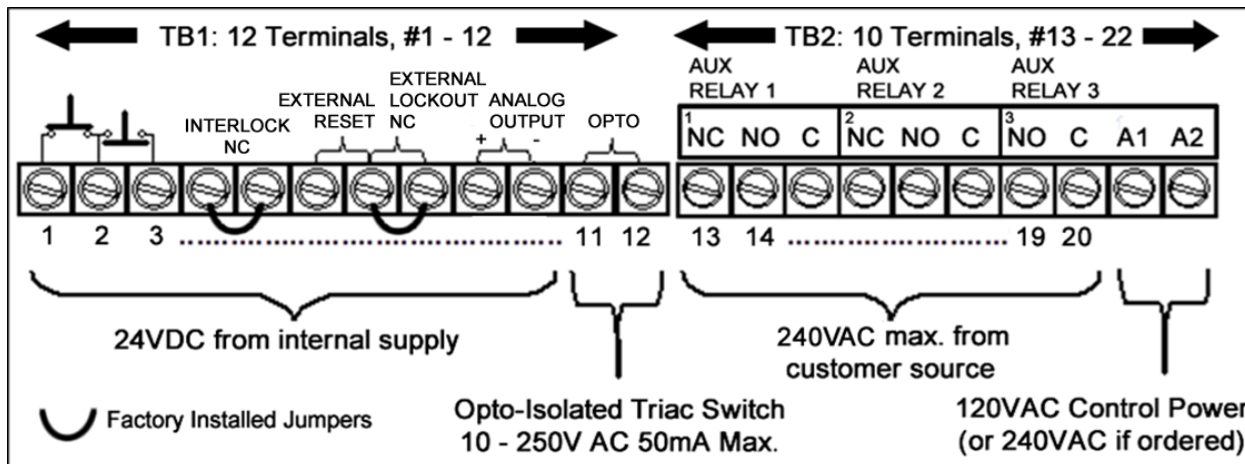 TB1: 12 Terminals, #1 - 12
TB2: 10 Terminals, #13 - 22
INTERLOCK
NC
EXTERNAL
RESET
EXTERNAL
LOCKOUT
NC
ANALOG
OUTPUT
+ -
OPTO
AUX
RELAY 1
AUX
RELAY 2
AUX
RELAY 3
1 NC NO C 2 NC NO C 3 NO C A1 A2
1 2 3 ........................................ 11 12 13 14 ........................ 19 20
24VDC from internal supply
240VAC max. from
customer source
Factory Installed Jumpers
Opto-Isolated Triac Switch
10 - 250V AC 50mA Max.
120VAC Control Power
(or 240VAC if ordered)